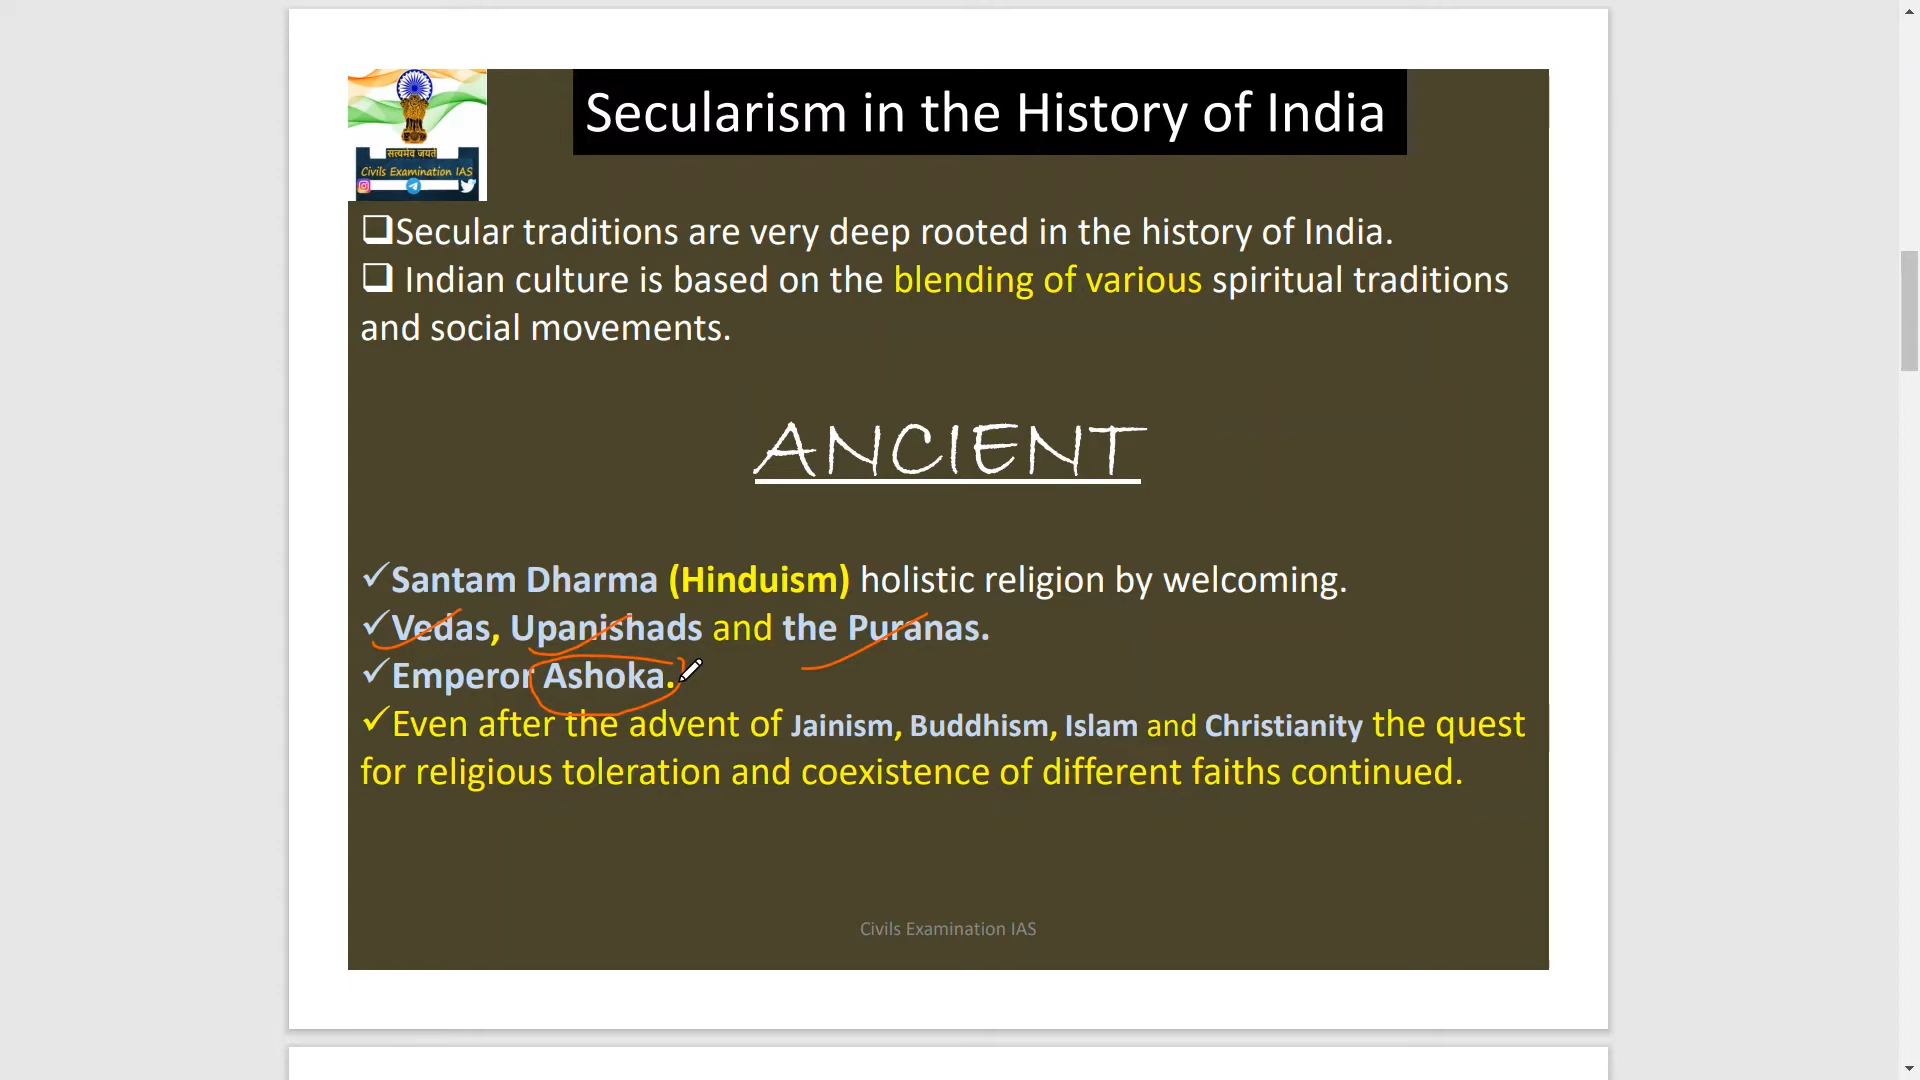 Secularism in the History of India
सत्यमेव जयते
Civils Examination IAS
Secular traditions are very deep rooted in the history of India.
Indian culture is based on the blending of various spiritual traditions
and social movements.
ANCIENT
Santam Dharma (Hinduism) holistic religion by welcoming.
Vedas, Upanishads and the Puranas.
Emperor Ashoka.
Even after the advent of Jainism, Buddhism, Islam and Christianity the quest
for religious toleration and coexistence of different faiths continued.
Civils Examination IAS